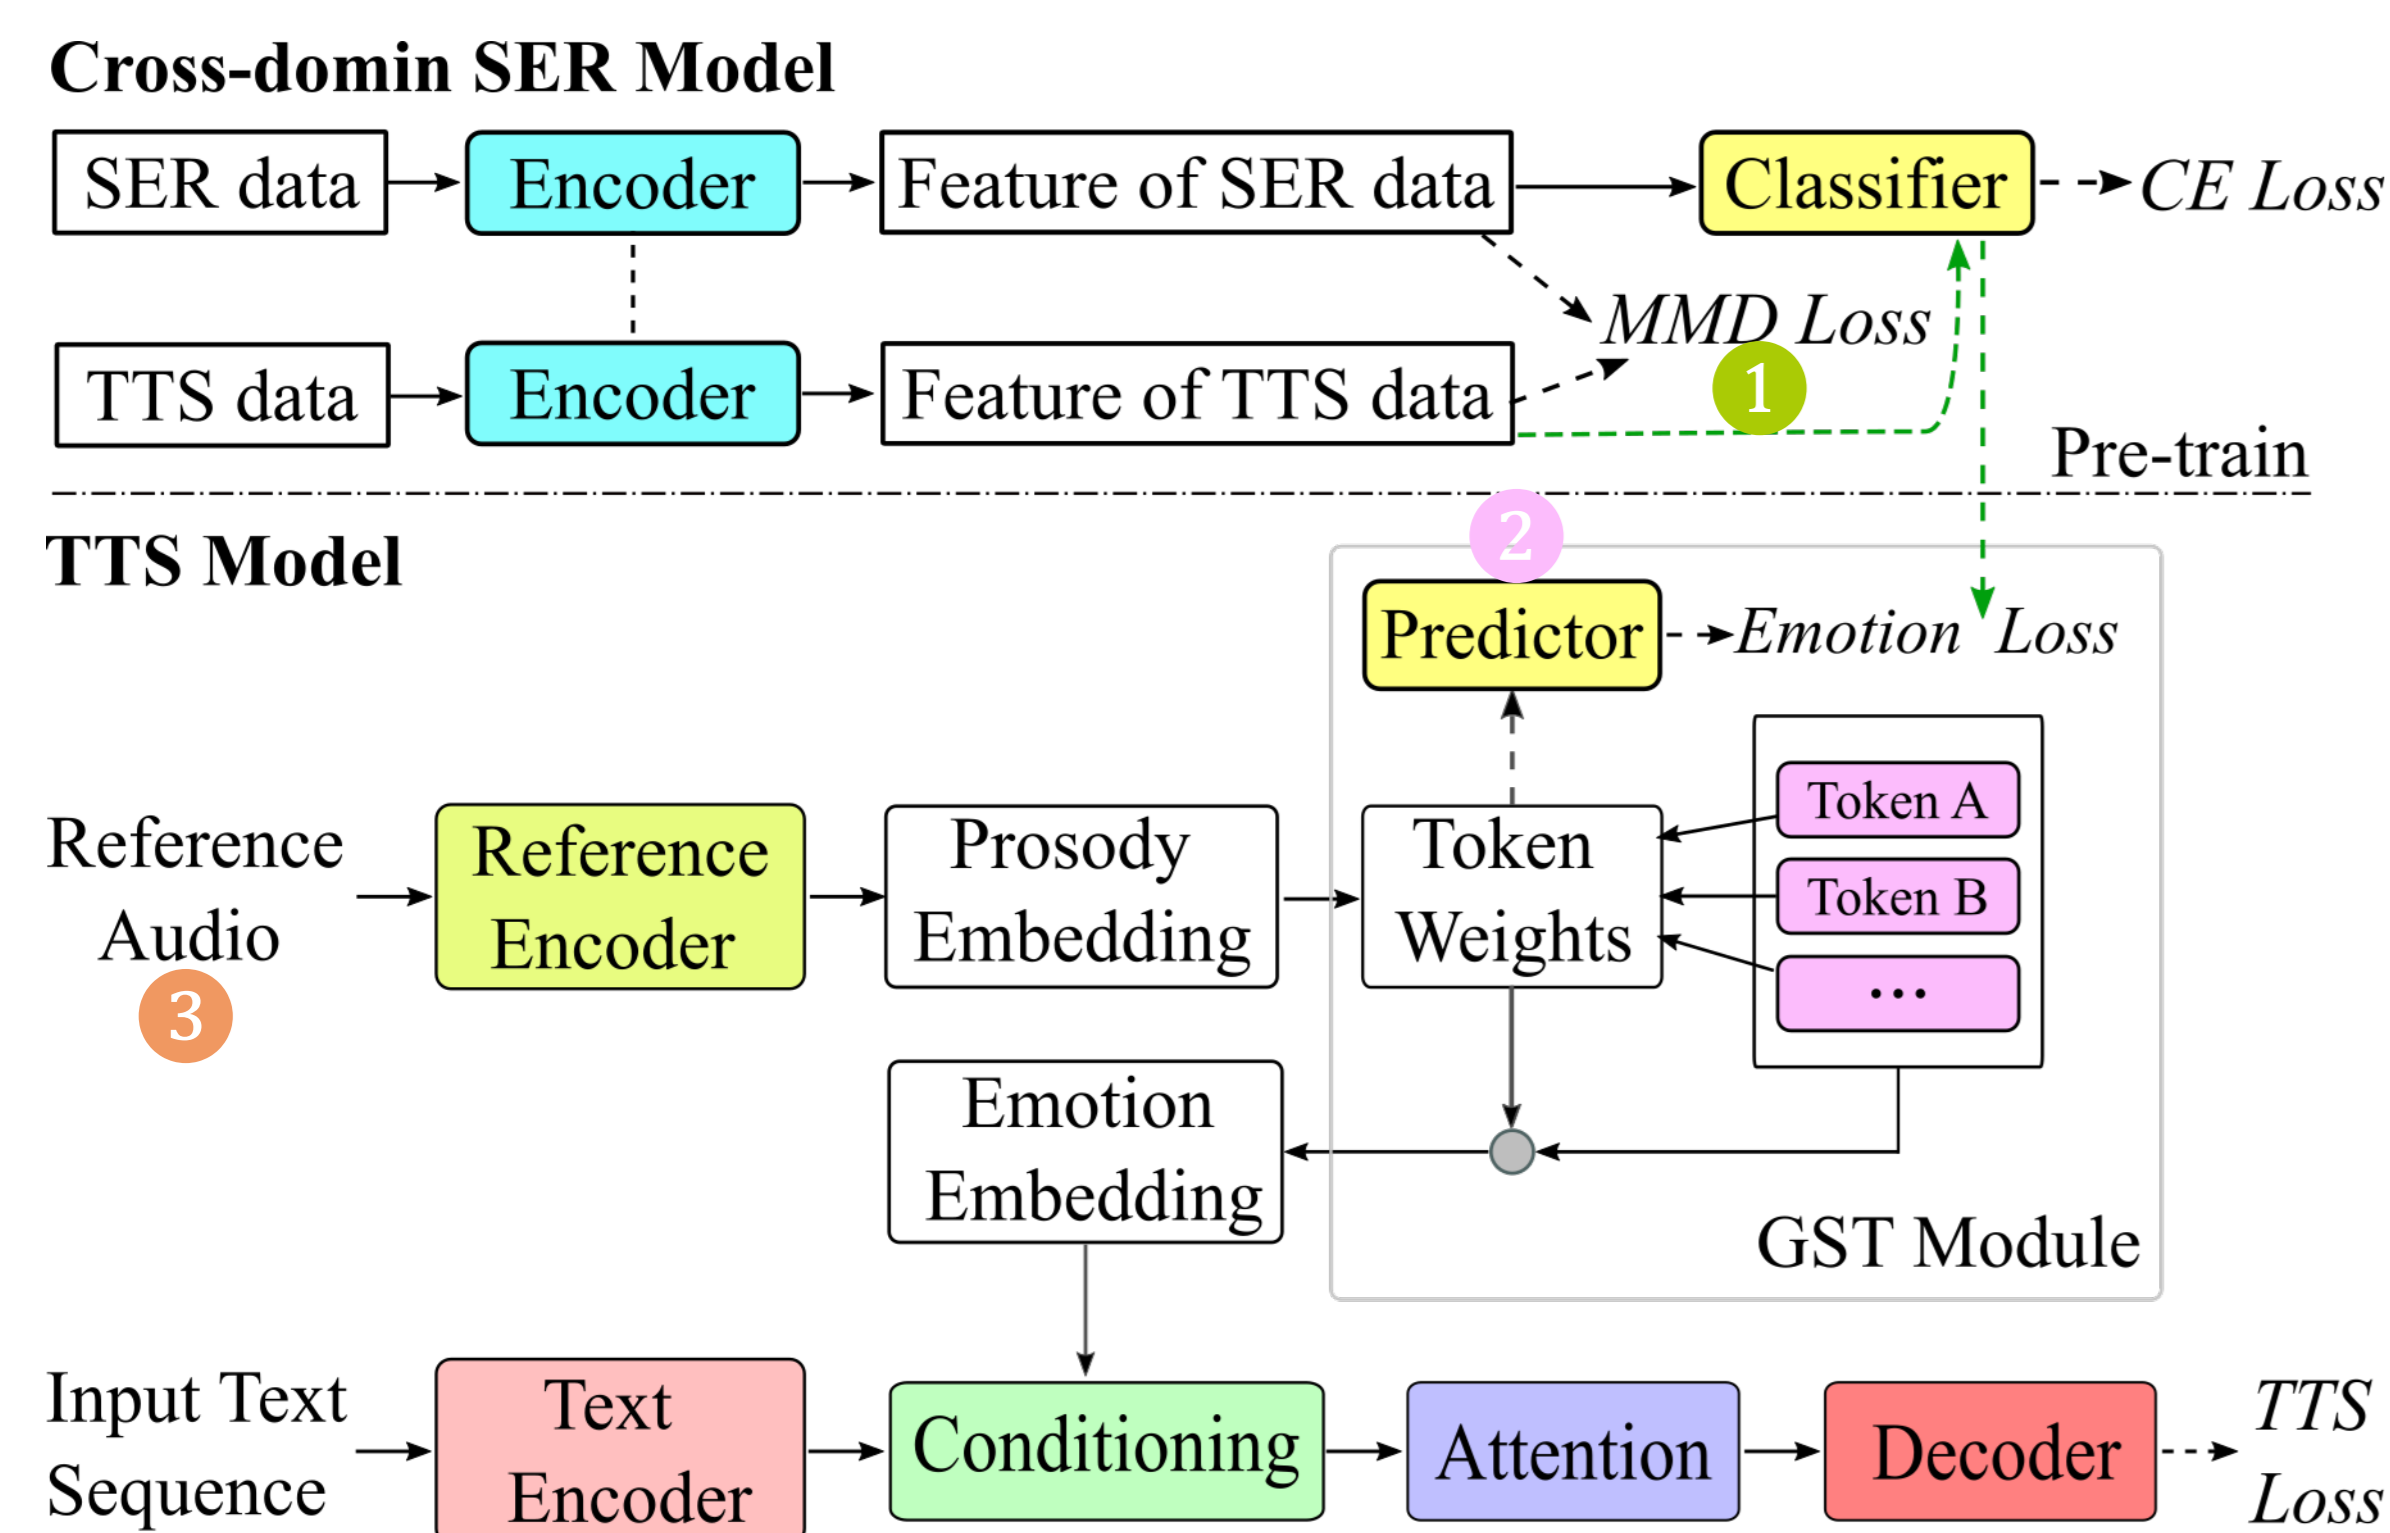 Cross-domin SER Model
SER data
Encoder
Feature of SER data
Classifier
CE Loss
MMD Loss
1
TTS data
Encoder
Feature of TTS data
Pre-train
TTS Model
2
Predictor
Emotion Loss
Reference
Audio
3
Reference
Encoder
Prosody
Embedding
Token
Weights
Token A
Token B
...
Emotion
Embedding
GST Module
Input Text
Sequence
Text
Encoder
Conditioning
Attention
Decoder
TTS
Loss